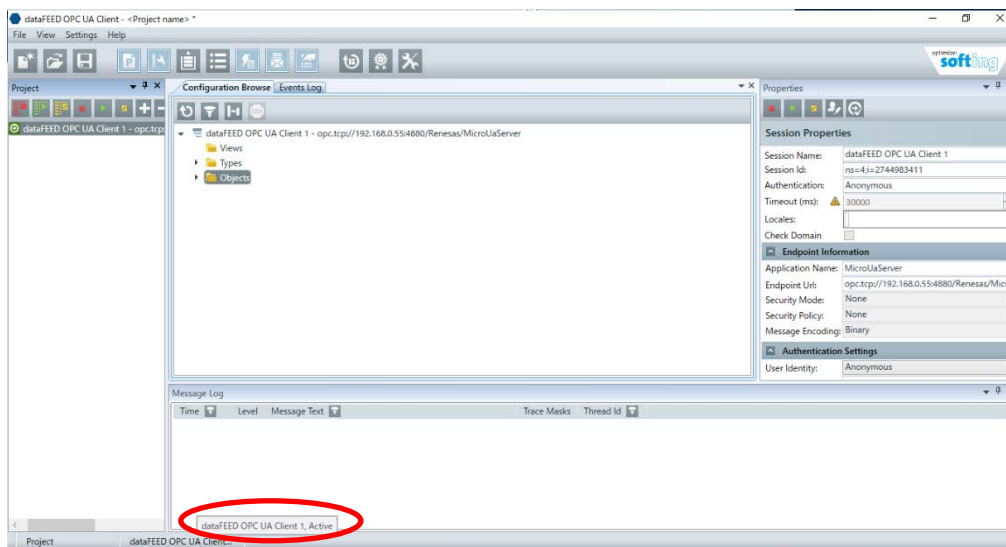 dataFEED OPC UA Client - <Project name> *
File View Settings Help
optimize!
softing
Project
Configuration Browse Events Log
Properties
dataFEED OPC UA Client 1 - opc.tcp
dataFEED OPC UA Client 1 - opc.tcp://192.168.0.55:4880/Renesas/MicroUaServer
Views
Types
Objects
Session Properties
Session Name: dataFEED OPC UA Client 1
Session Id: ns=4;i=2744983411
Authentication: Anonymous
Timeout (ms): 30000
Locales:
Check Domain
Endpoint Information
Application Name: MicroUaServer
Endpoint Url: opc.tcp://192.168.0.55:4880/Renesas/Micr
Security Mode: None
Security Policy: None
Message Encoding: Binary
Authentication Settings
User Identity: Anonymous
Message Log
Time Level Message Text Trace Masks Thread Id
dataFEED OPC UA Client 1, Active
Project dataFEED OPC UA Client...